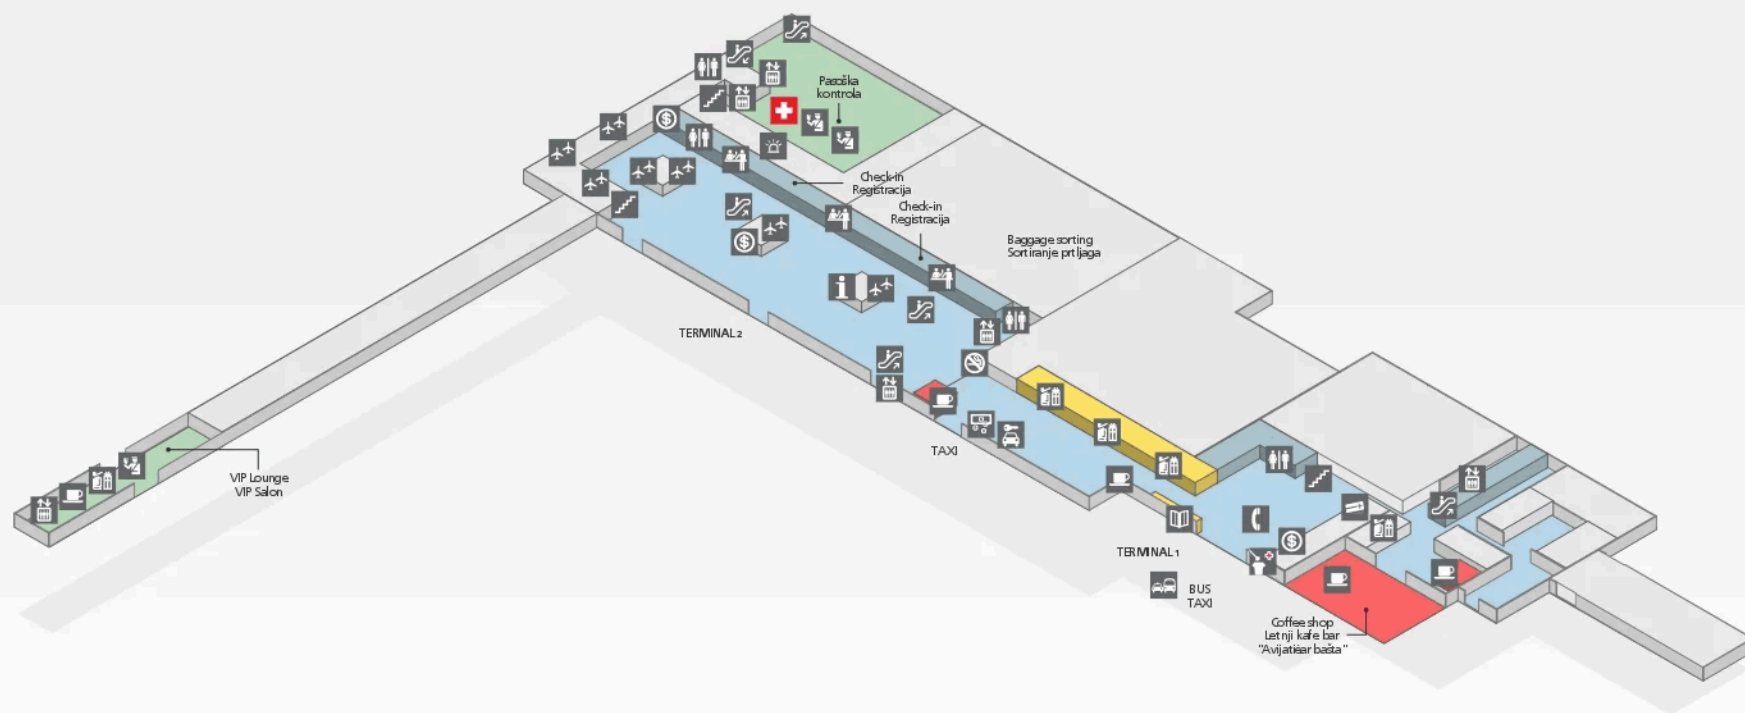 Pasoška
kontrola
Check-in
Registracija
Check-in
Registracija
Baggage sorting
Sortiranje prtljaga
TERMINAL 2
TAXI
VIP Lounge
VIP Salon
TERMINAL 1
BUS
TAXI
Coffee shop
Letnji kafe bar
"Avijatičar bašta"